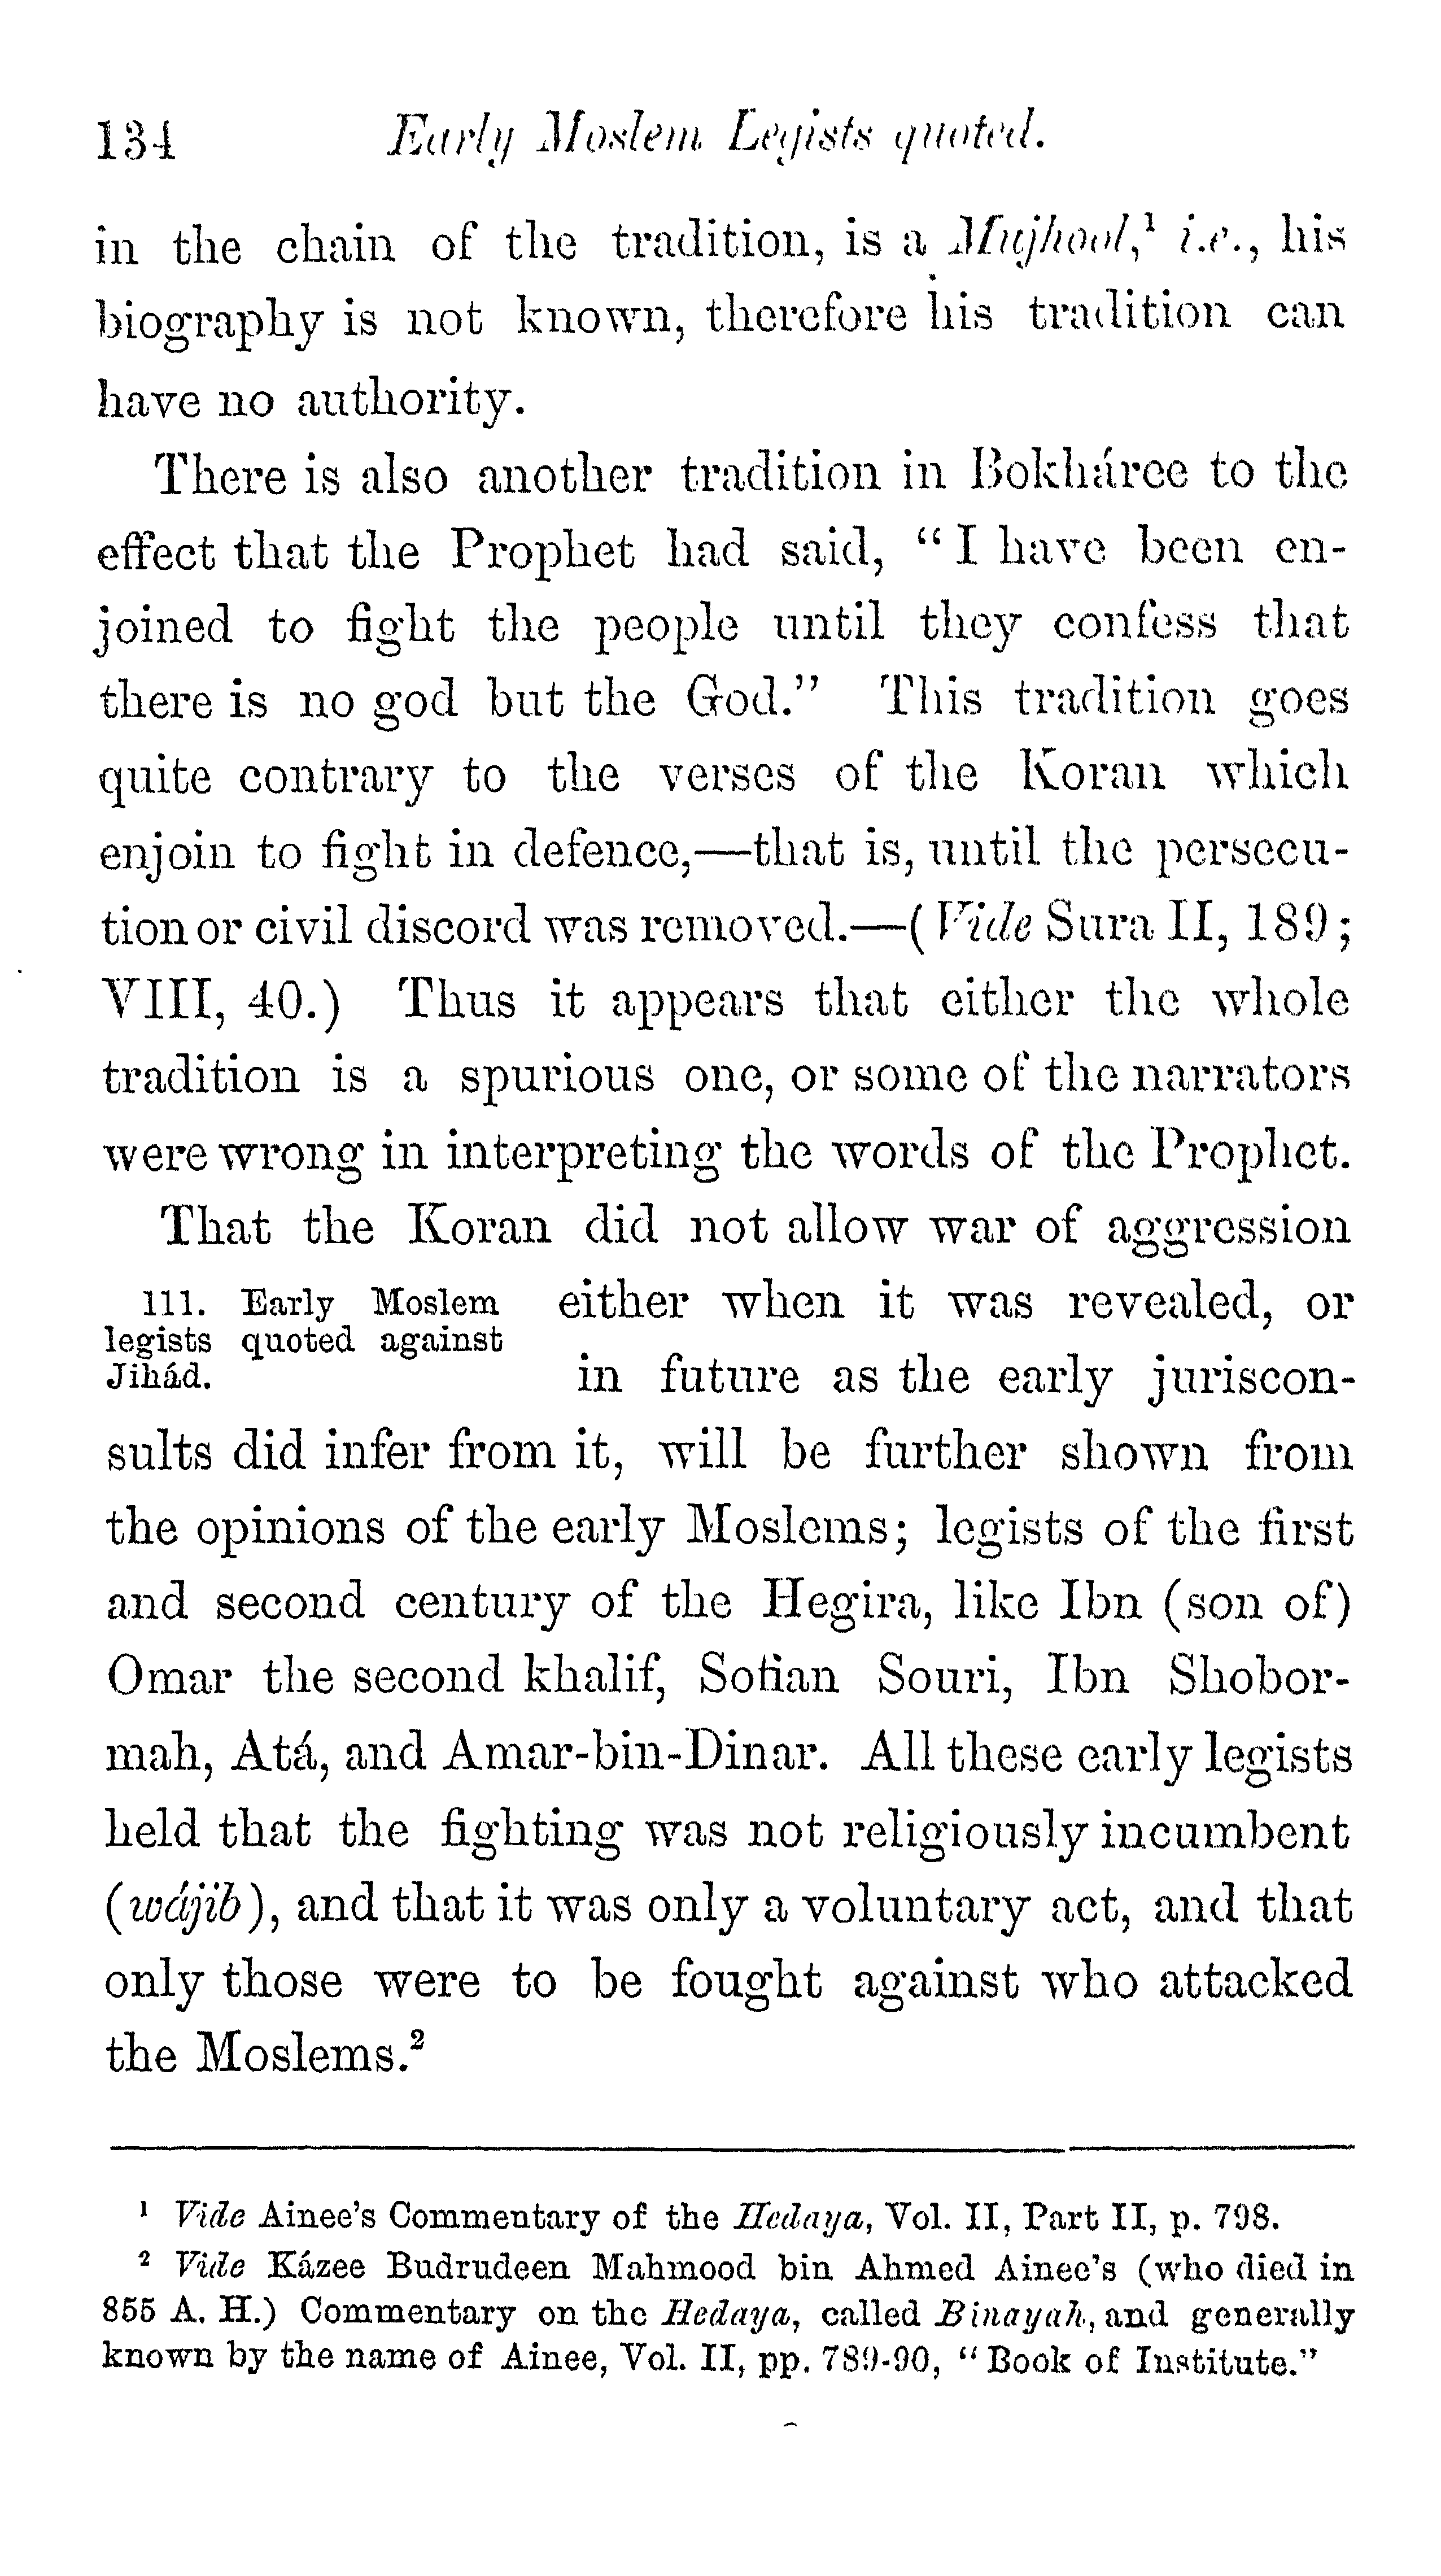 134 Early Moslem Legists quoted.
in the chain of the tradition, is a Mujhool,¹ i.e., his
biography is not known, therefore his tradition can
have no authority.
There is also another tradition in Bokháree to the
effect that the Prophet had said, "I have been en-
joined to fight the people until they confess that
there is no god but the God." This tradition goes
quite contrary to the verses of the Koran which
enjoin to fight in defence,—that is, until the persecu-
tion or civil discord was removed.—(Vide Sura II, 189;
VIII, 40.) Thus it appears that either the whole
tradition is a spurious one, or some of the narrators
were wrong in interpreting the words of the Prophet.
That the Koran did not allow war of aggression
111. Early Moslem
legists quoted against
Jihád.
either when it was revealed, or
in future as the early juriscon-
sults did infer from it, will be further shown from
the opinions of the early Moslems; legists of the first
and second century of the Hegira, like Ibn (son of)
Omar the second khalif, Sofian Souri, Ibn Shobor-
mah, Atá, and Amar-bin-Dinar. All these early legists
held that the fighting was not religiously incumbent
(wájib), and that it was only a voluntary act, and that
only those were to be fought against who attacked
the Moslems.²
¹ Vide Ainee's Commentary of the Hedaya, Vol. II, Part II, p. 798.
² Vide Kázee Budrudeen Mahmood bin Ahmed Ainee's (who died in
855 A. H.) Commentary on the Hedaya, called Binayah, and generally
known by the name of Ainee, Vol. II, pp. 789-90, "Book of Institute."